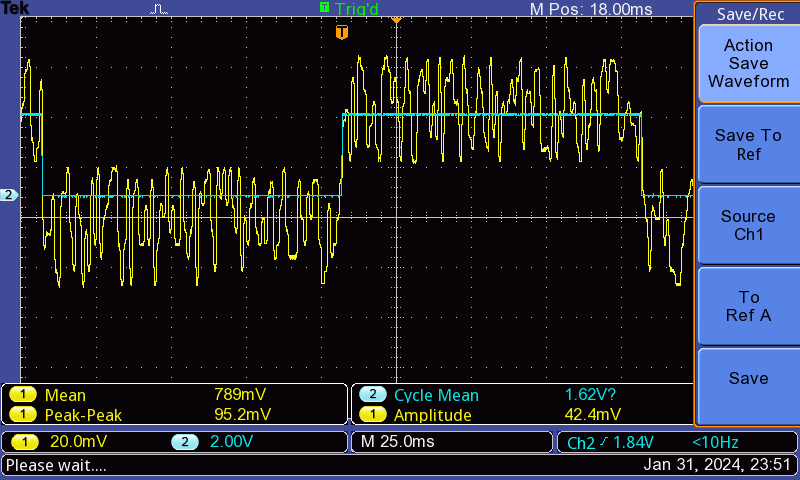 Tek T Trig'd M Pos: 18.00ms Save/Rec
T
Action
Save
Waveform
Save To
Ref
2
Source
Ch1
To
Ref A
Save
1 Mean 789mV 2 Cycle Mean 1.62V?
1 Peak-Peak 95.2mV 1 Amplitude 42.4mV
1 20.0mV 2 2.00V M 25.0ms Ch2 1.84V <10Hz
Please wait.... Jan 31, 2024, 23:51